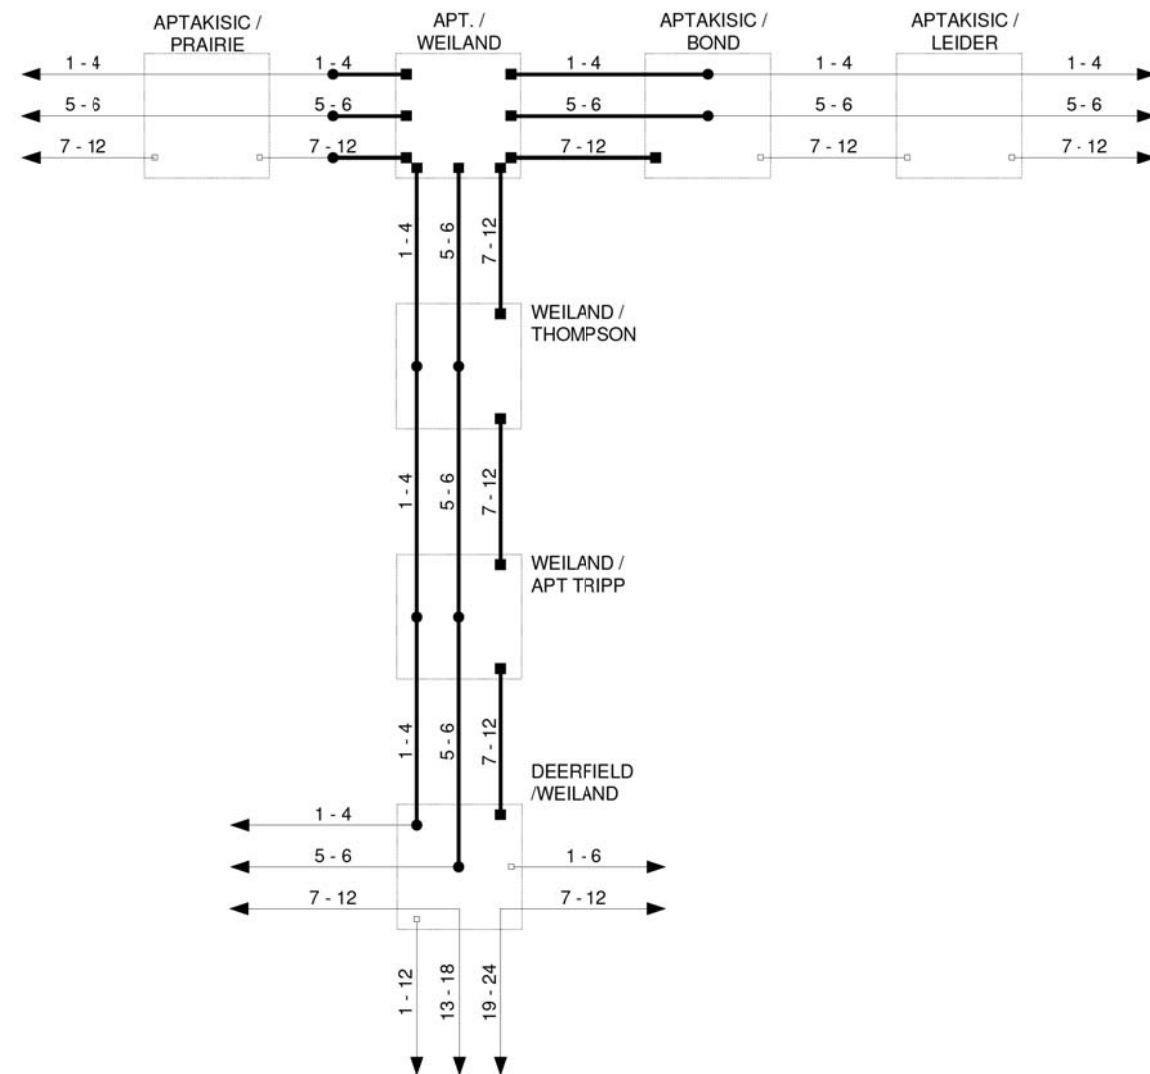 APTAKISIC /
PRAIRIE
APT. /
WEILAND
APTAKISIC /
BOND
APTAKISIC /
LEIDER
1 - 4 1 - 4 1 - 4 1 - 4 1 - 4
5 - 6 5 - 6 5 - 6 5 - 6 5 - 6
7 - 12 7 - 12 7 - 12 7 - 12 7 - 12
1 - 4 5 - 6 7 - 12
WEILAND /
THOMPSON
1 - 4 5 - 6 7 - 12
WEILAND /
APT TRIPP
1 - 4 5 - 6 7 - 12
DEERFIELD
/WEILAND
1 - 4
5 - 6 1 - 6
7 - 12 7 - 12
1 - 12 13 - 18 19 - 24